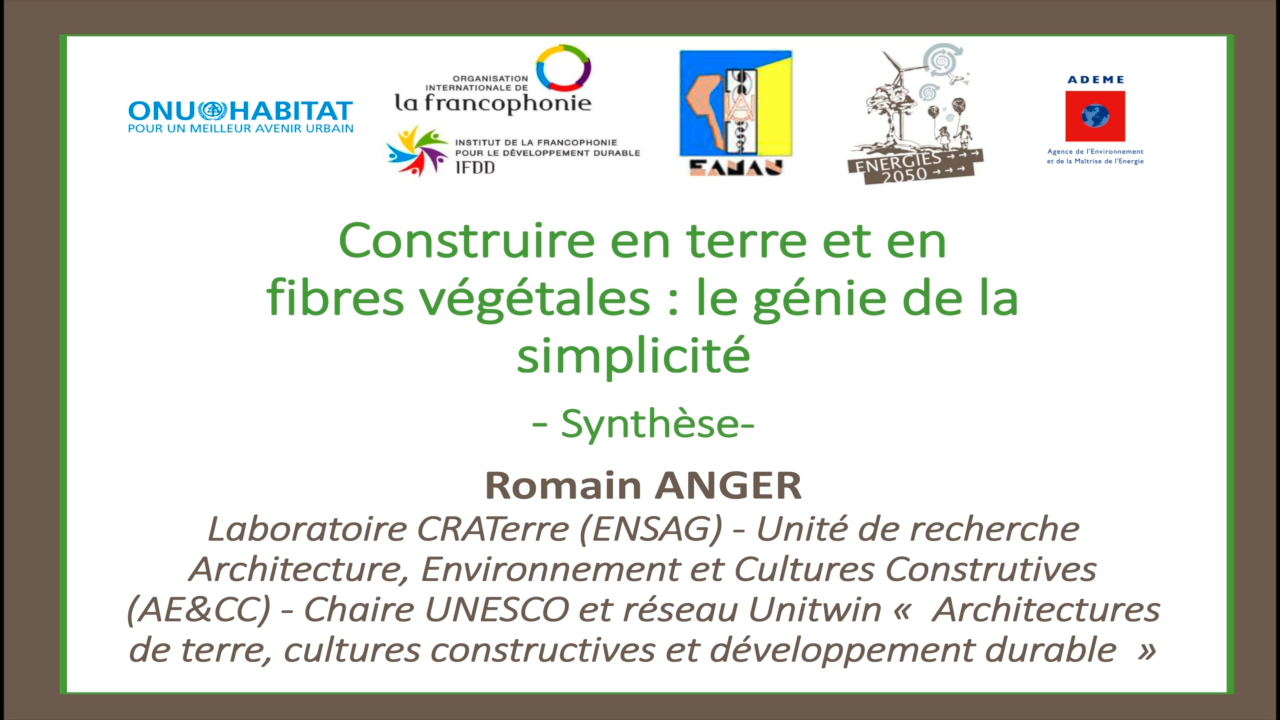 ONU HABITAT
POUR UN MEILLEUR AVENIR URBAIN
ORGANISATION
INTERNATIONALE DE
la francophonie
INSTITUT DE LA FRANCOPHONIE
POUR LE DÉVELOPPEMENT DURABLE
IFDD
EAMAU
ENERGIES
2050
ADEME
Agence de l'Environnement
et de la Maîtrise de l'Energie
Construire en terre et en
fibres végétales : le génie de la
simplicité
- Synthèse-
Romain ANGER
Laboratoire CRATerre (ENSAG) - Unité de recherche
Architecture, Environnement et Cultures Construtives
(AE&CC) - Chaire UNESCO et réseau Unitwin « Architectures
de terre, cultures constructives et développement durable »